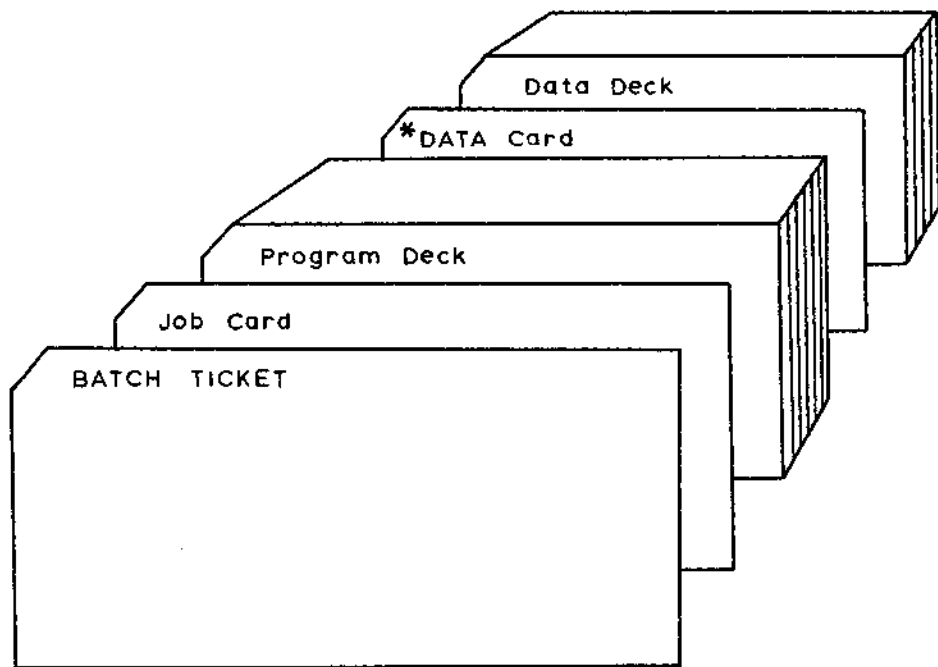 Data Deck
*DATA Card
Program Deck
Job Card
BATCH TICKET